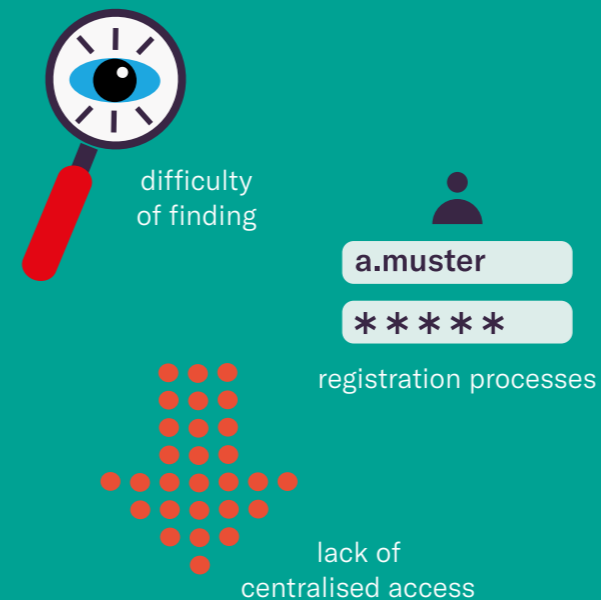 difficulty
of finding
a.muster
*****
registration processes
lack of
centralised access